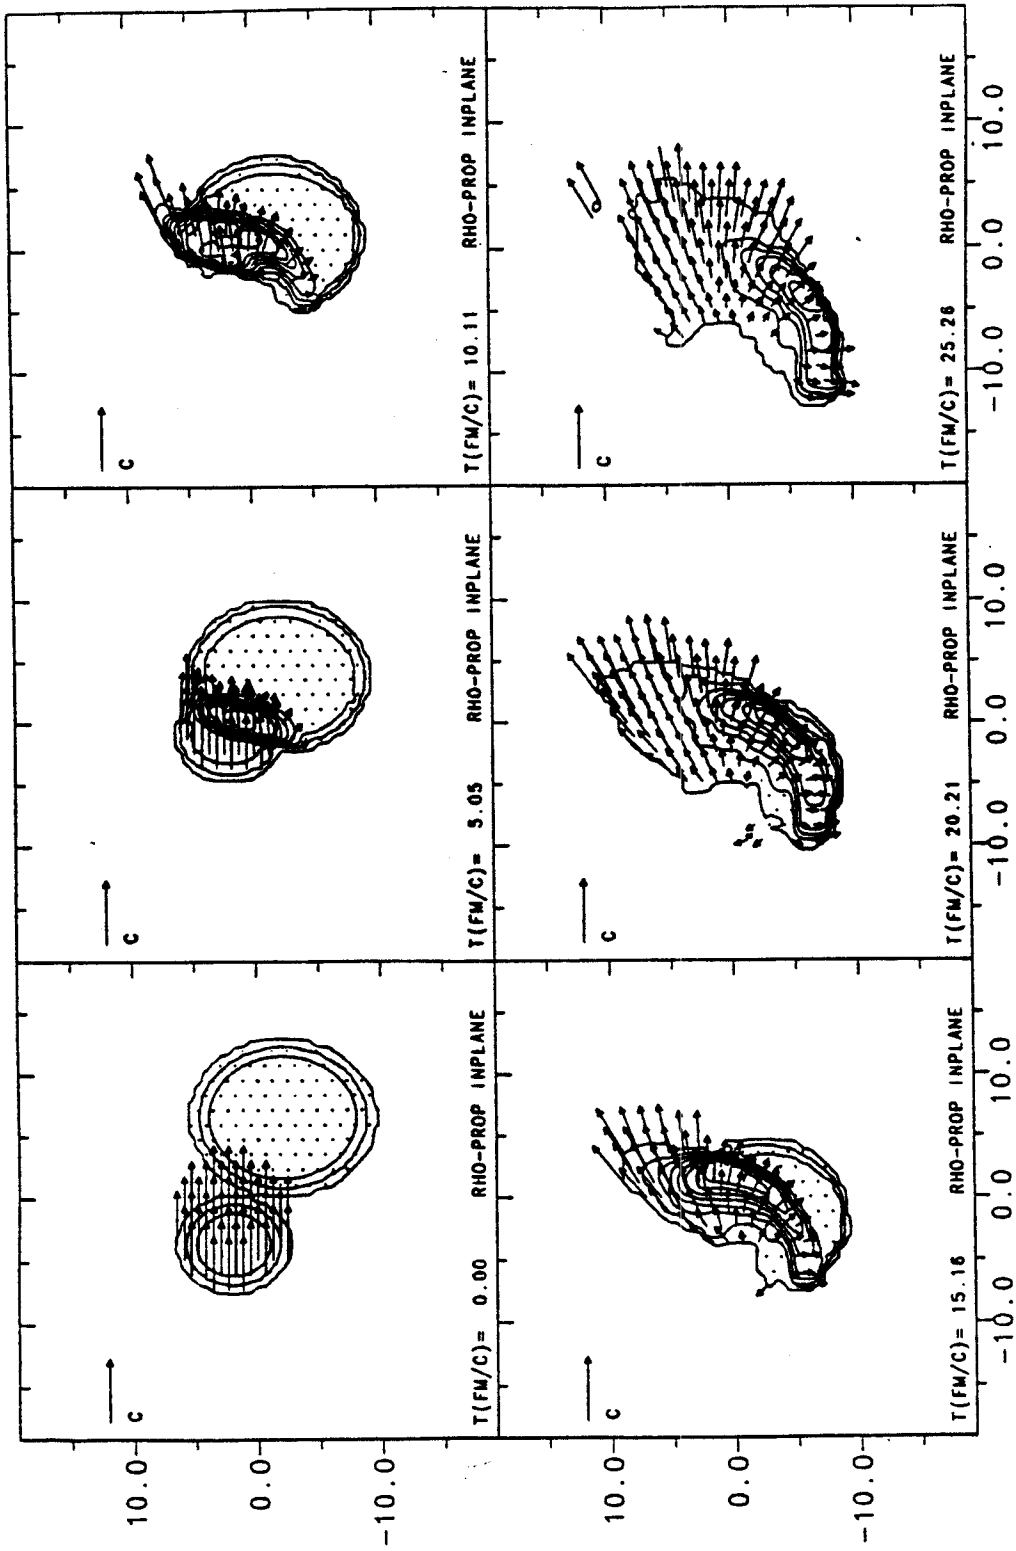 10.0
C
C
C
0.0
-10.0
T(FM/C)= 0.00 RHO-PROP INPLANE
T(FM/C)= 5.05 RHO-PROP INPLANE
T(FM/C)= 10.11 RHO-PROP INPLANE
10.0
C
C
C
0.0
-10.0
T(FM/C)= 15.16 RHO-PROP INPLANE
T(FM/C)= 20.21 RHO-PROP INPLANE
T(FM/C)= 25.26 RHO-PROP INPLANE
-10.0 0.0 10.0
-10.0 0.0 10.0
-10.0 0.0 10.0